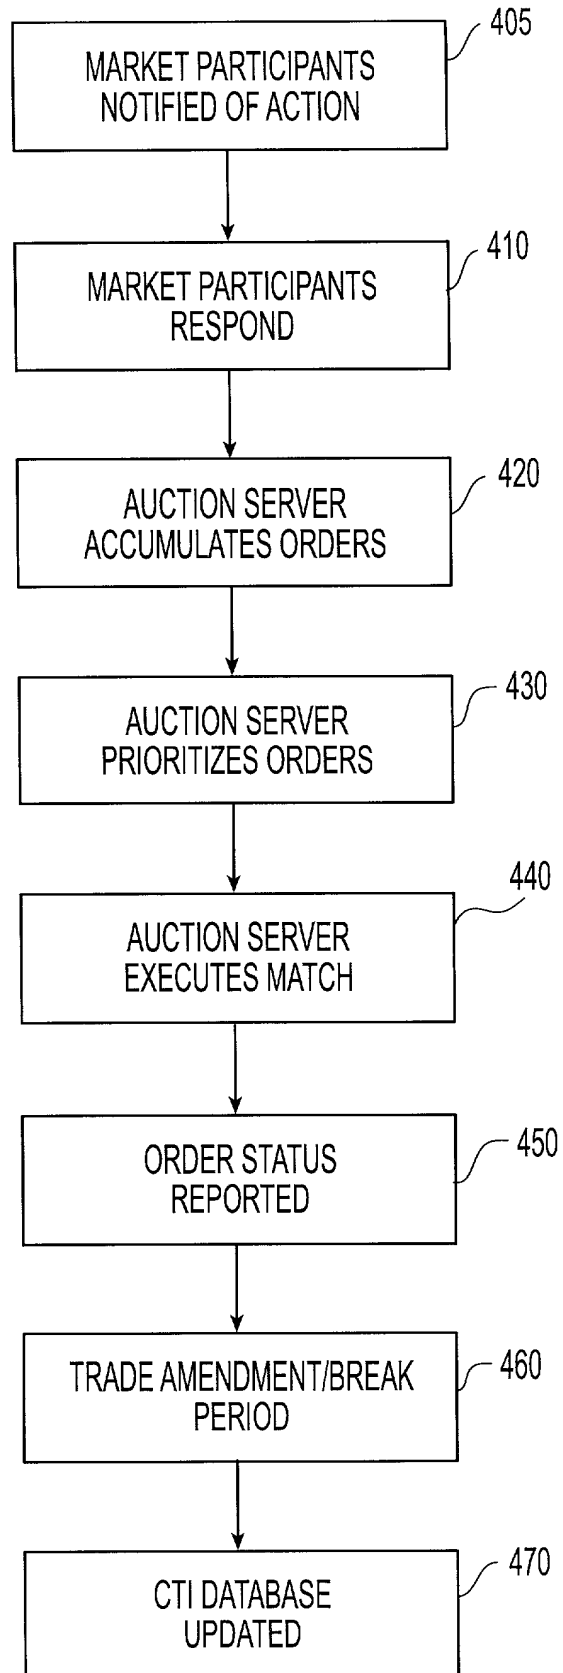 405
MARKET PARTICIPANTS
NOTIFIED OF ACTION
410
MARKET PARTICIPANTS
RESPOND
420
AUCTION SERVER
ACCUMULATES ORDERS
430
AUCTION SERVER
PRIORITIZES ORDERS
440
AUCTION SERVER
EXECUTES MATCH
450
ORDER STATUS
REPORTED
460
TRADE AMENDMENT/BREAK
PERIOD
470
CTI DATABASE
UPDATED